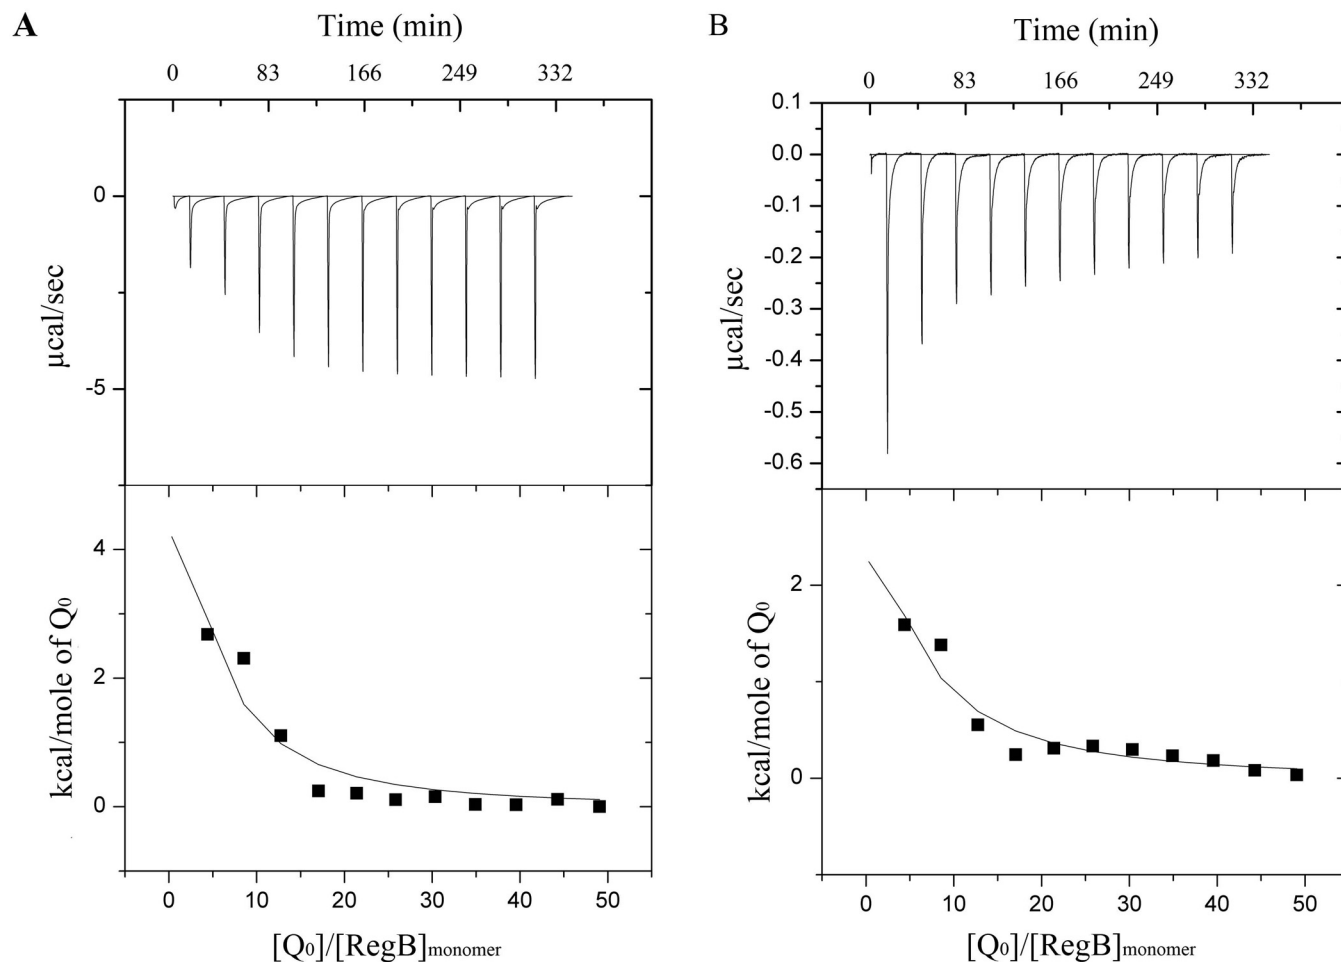 A
Time (min)
0 83 166 249 332
0
-5
μcal/sec
4
2
0
kcal/mole of Q₀
0 10 20 30 40 50
[Q₀]/[RegB]monomer
B
Time (min)
0 83 166 249 332
0.1
0.0
-0.1
-0.2
-0.3
-0.4
-0.5
-0.6
μcal/sec
2
0
kcal/mole of Q₀
0 10 20 30 40 50
[Q₀]/[RegB]monomer